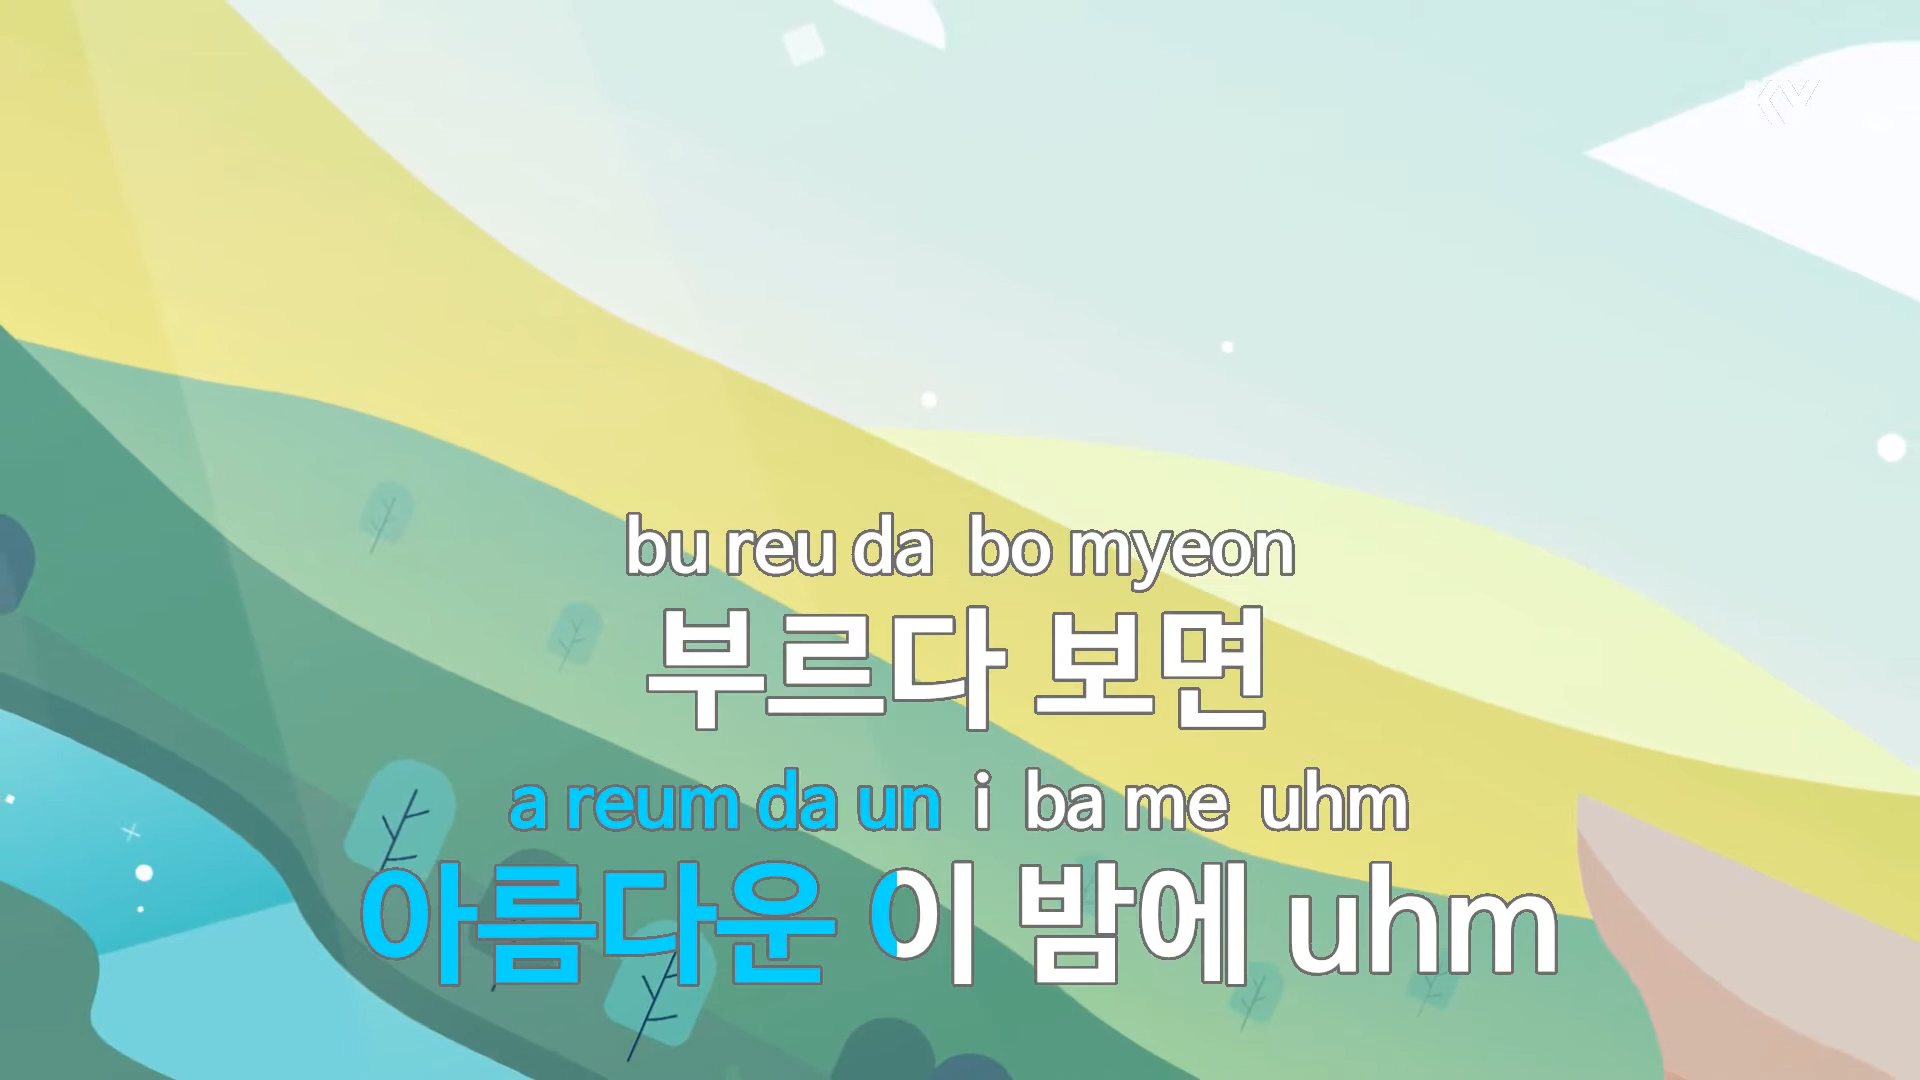 KY
bu reu da bo myeon
부르다 보면
a reum da un i ba me uhm
아름다운 이 밤에 uhm